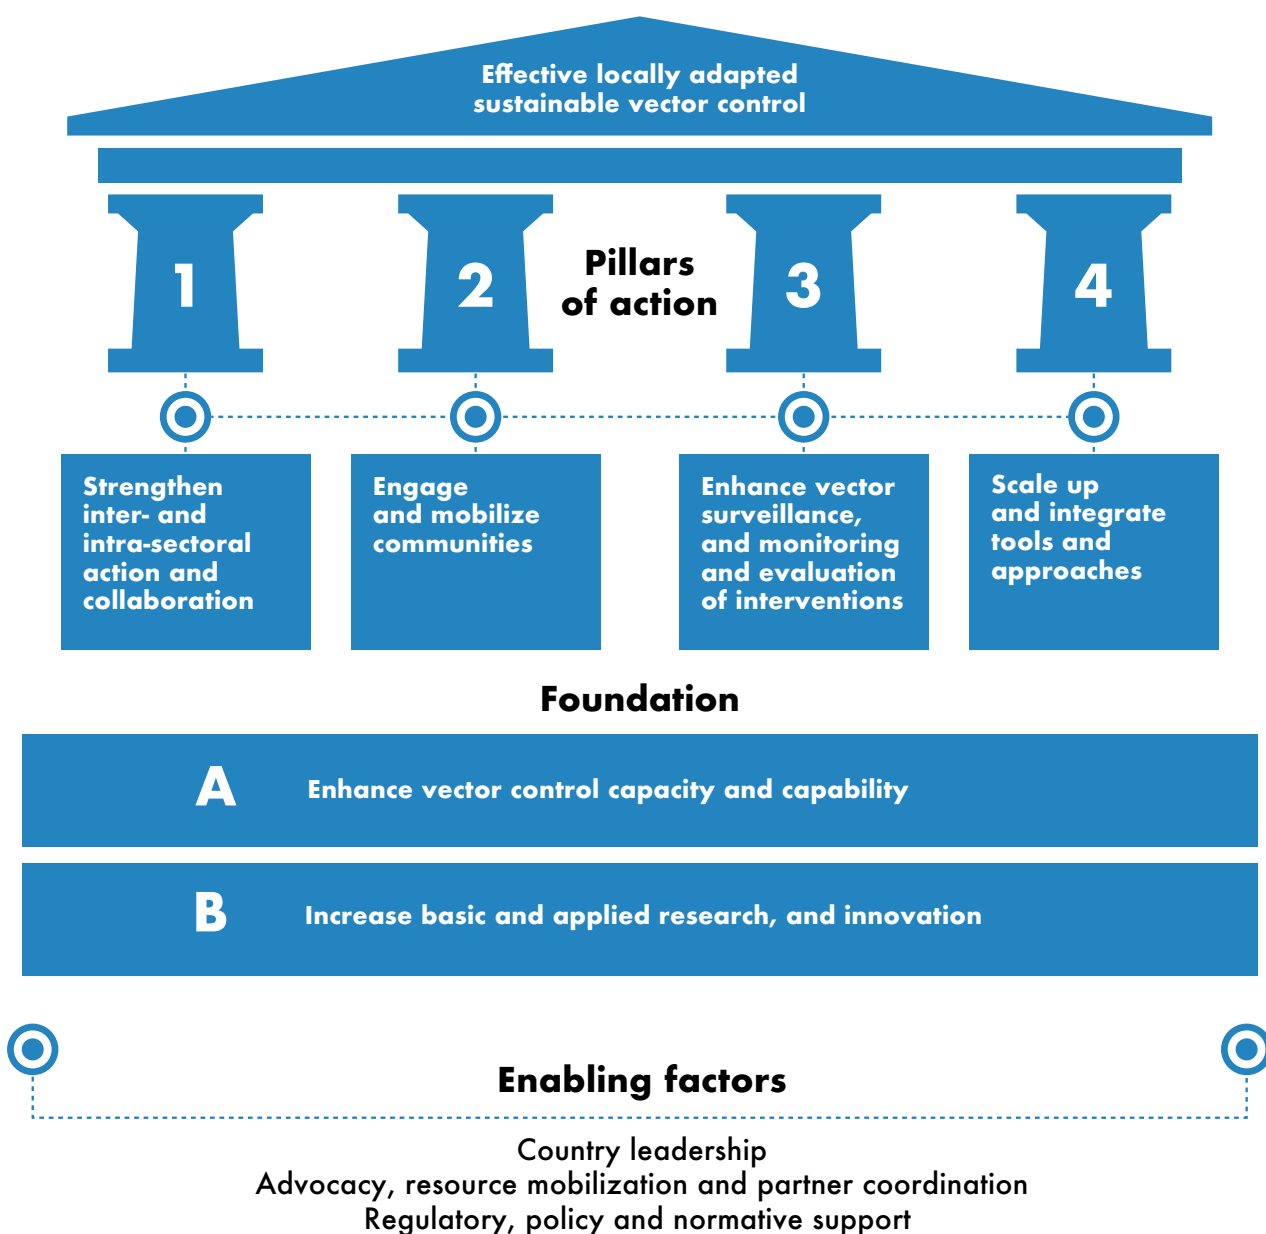 Effective locally adapted
sustainable vector control
1
2
Pillars
of action
3
4
Strengthen
inter- and
intra-sectoral
action and
collaboration
Engage
and mobilize
communities
Enhance vector
surveillance,
and monitoring
and evaluation
of interventions
Scale up
and integrate
tools and
approaches
Foundation
A Enhance vector control capacity and capability
B Increase basic and applied research, and innovation
Enabling factors
Country leadership
Advocacy, resource mobilization and partner coordination
Regulatory, policy and normative support